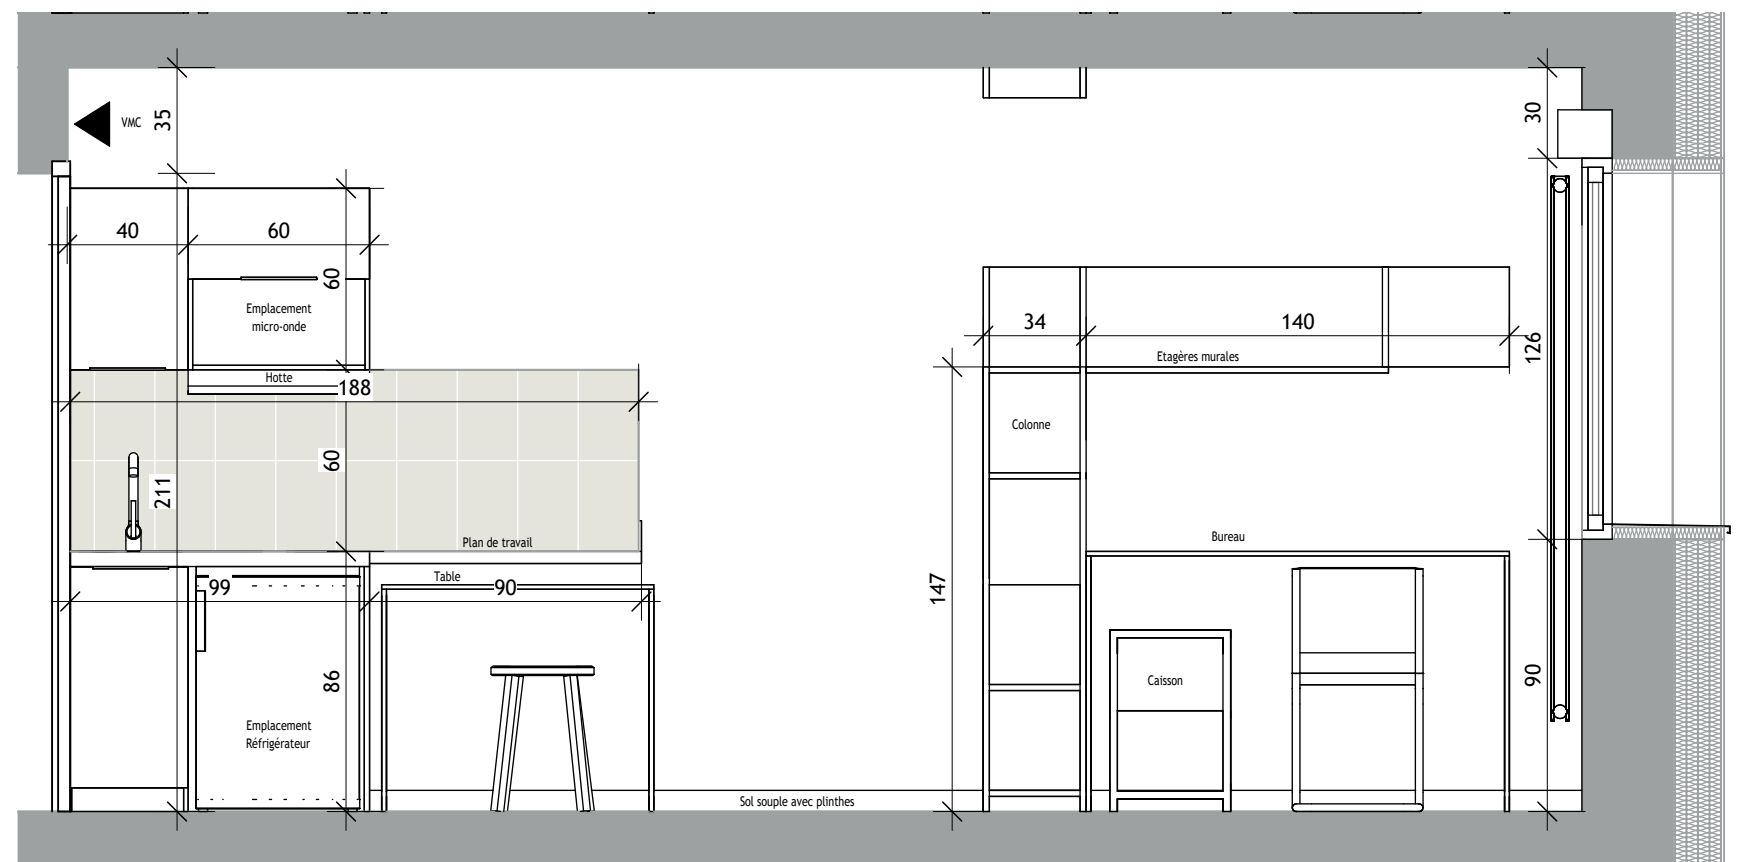 VMC
35
30
40
60
60
Emplacement
micro-onde
34
140
126
Etagères murales
Hotte
188
Colonne
60
211
Plan de travail
Bureau
Table
99
90
147
86
Caisson
90
Emplacement
Réfrigérateur
Sol souple avec plinthes